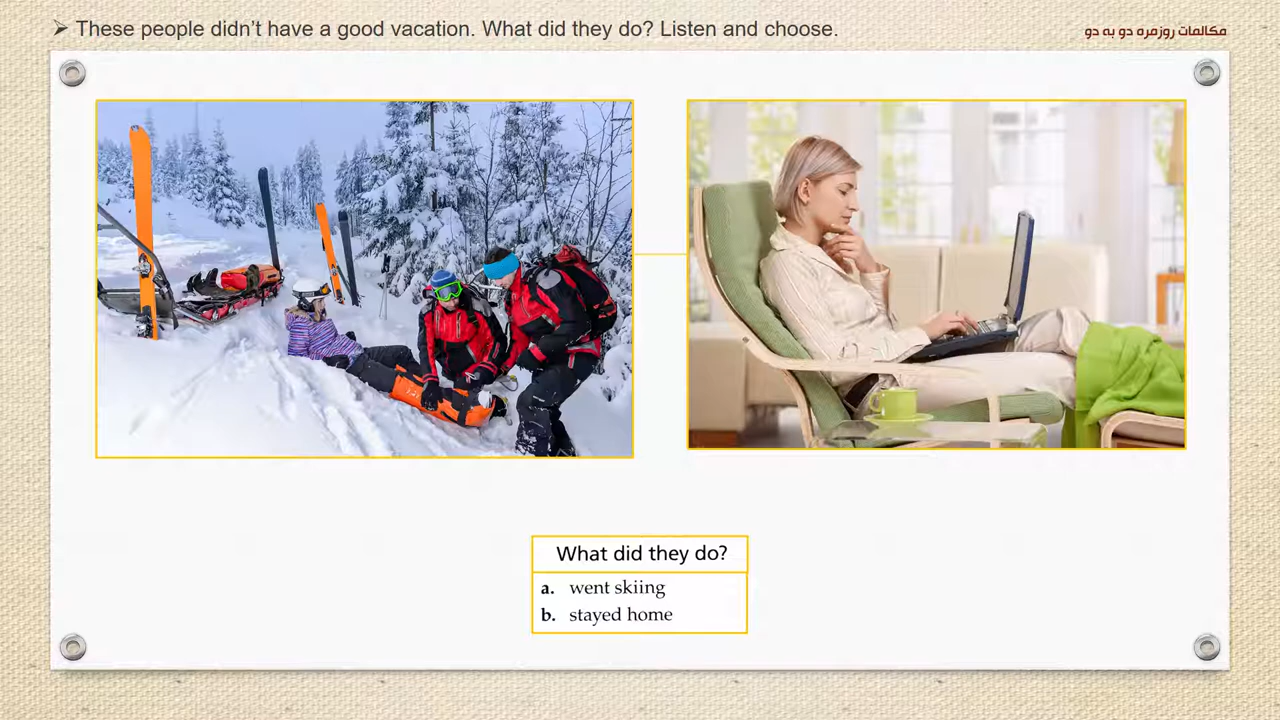 ➤ These people didn't have a good vacation. What did they do? Listen and choose.
مکالمات روزمره دو به دو
What did they do?
a. went skiing
b. stayed home